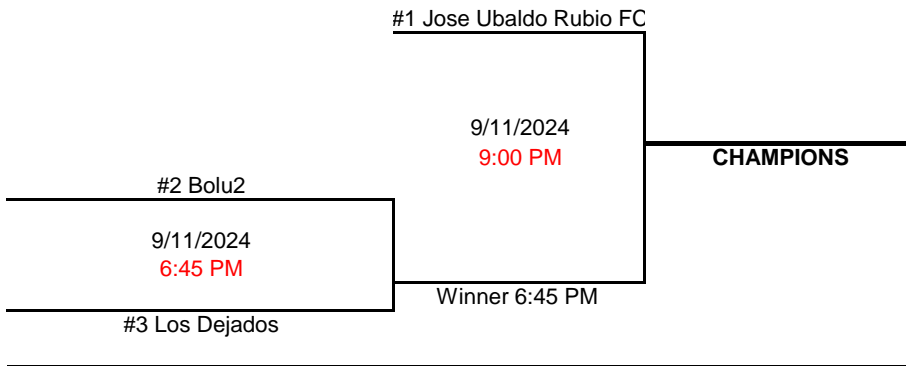 #1 Jose Ubaldo Rubio FC
9/11/2024
9:00 PM
CHAMPIONS
#2 Bolu2
9/11/2024
6:45 PM
Winner 6:45 PM
#3 Los Dejados